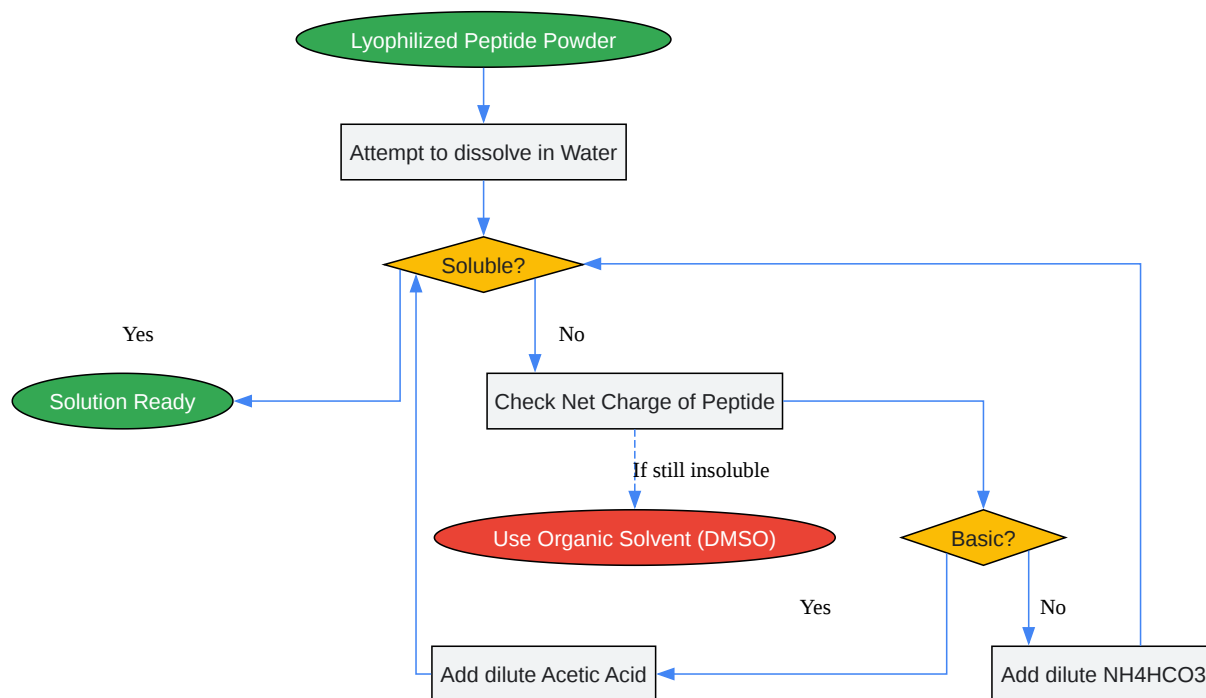 Lyophilized Peptide Powder
Attempt to dissolve in Water
Soluble?
Yes
No
Solution Ready
Check Net Charge of Peptide
If still insoluble
Use Organic Solvent (DMSO)
Basic?
Yes
No
Add dilute Acetic Acid
Add dilute NH4HCO3